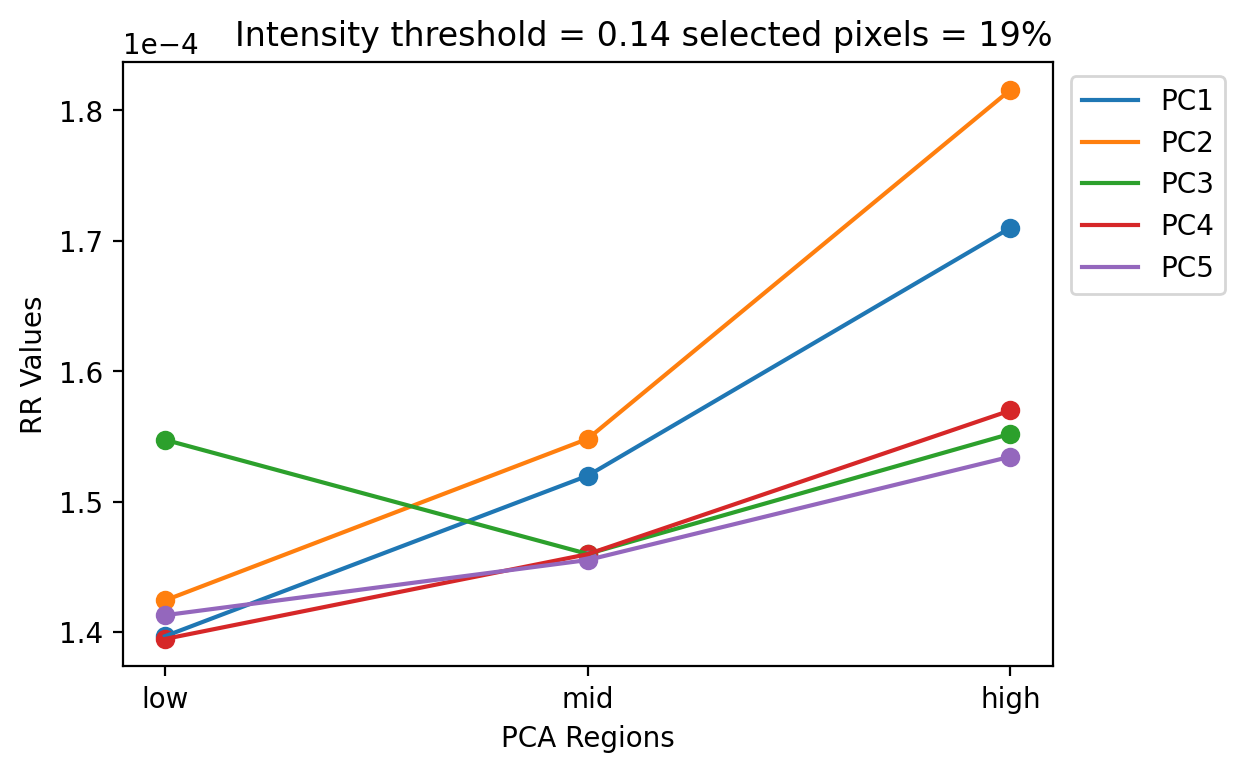 Intensity threshold = 0.14 selected pixels = 19%
1e−4
1.8
1.7
1.6
1.5
1.4
RR Values
low
mid
high
PCA Regions
PC1
PC2
PC3
PC4
PC5